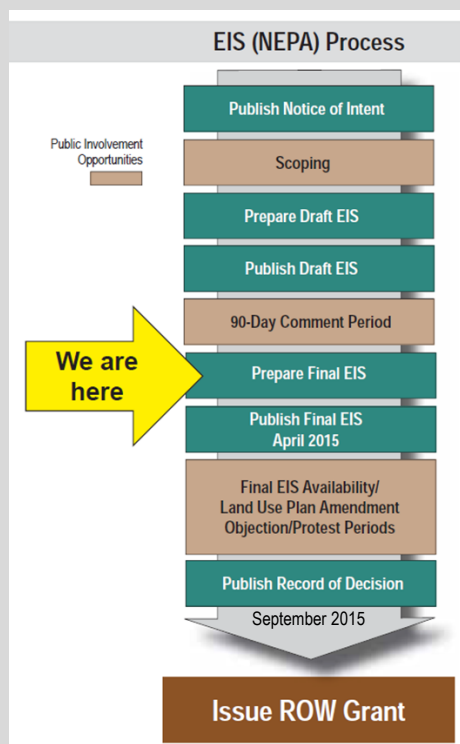 EIS (NEPA) Process
Publish Notice of Intent
Public Involvement
Opportunities
Scoping
Prepare Draft EIS
Publish Draft EIS
90-Day Comment Period
We are
here
Prepare Final EIS
Publish Final EIS
April 2015
Final EIS Availability/
Land Use Plan Amendment
Objection/Protest Periods
Publish Record of Decision
September 2015
Issue ROW Grant